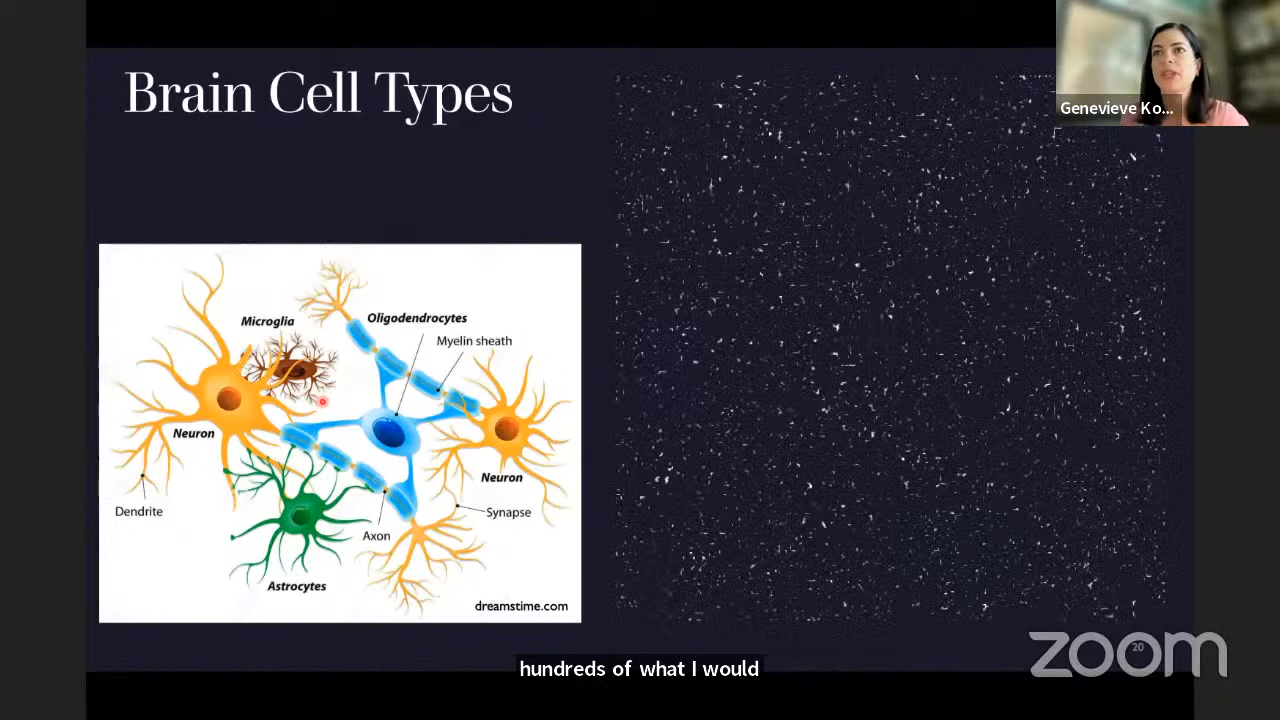 Brain Cell Types
Genevieve Ko...
Microglia
Oligodendrocytes
Myelin sheath
Neuron
Neuron
Dendrite
Synapse
Axon
Astrocytes
dreamstime.com
20
zoom
hundreds of what I would